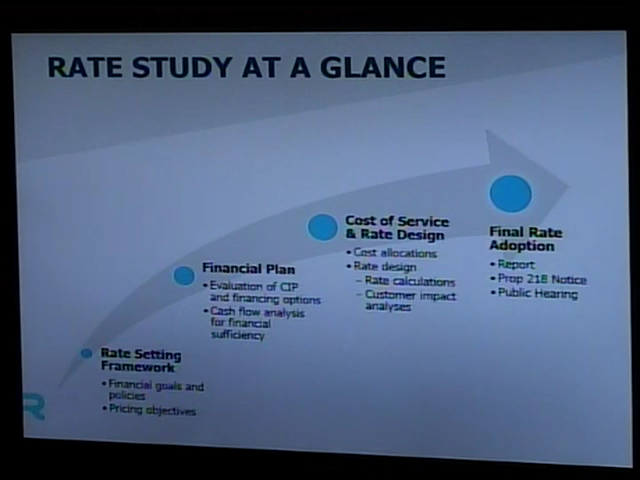 RATE STUDY AT A GLANCE
Cost of Service
& Rate Design
• Cost allocations
• Rate design
– Rate calculations
– Customer impact
analyses
Final Rate
Adoption
• Report
• Prop 218 Notice
• Public Hearing
Financial Plan
• Evaluation of CIP
and financing options
• Cash flow analysis
for financial
sufficiency
Rate Setting
Framework
• Financial goals and
policies
• Pricing objectives
R